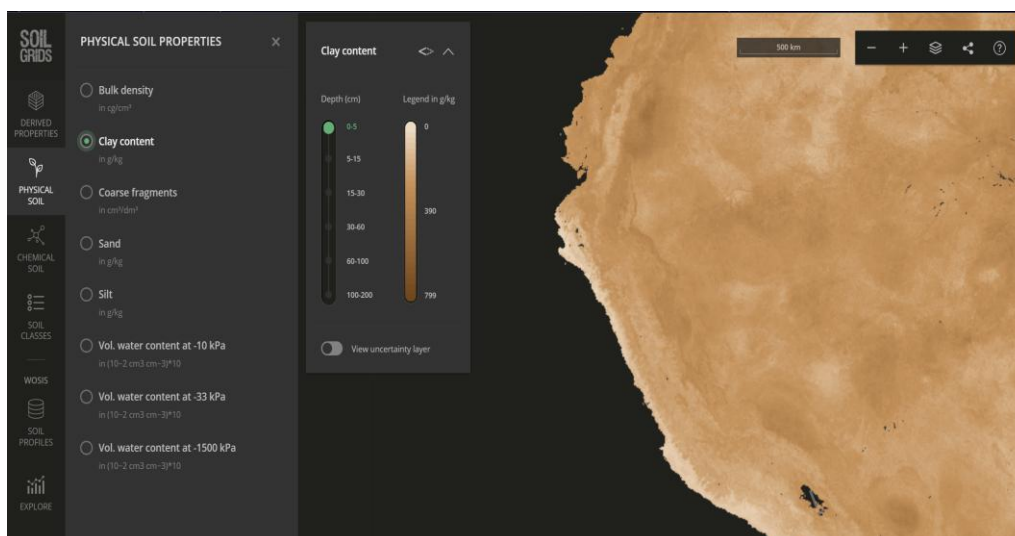 SOIL
GRIDS
DERIVED
PROPERTIES
PHYSICAL
SOIL
CHEMICAL
SOIL
SOIL
CLASSES
WOSIS
SOIL
PROFILES
EXPLORE
PHYSICAL SOIL PROPERTIES
Bulk density
in cg/cm³
Clay content
in g/kg
Coarse fragments
in cm³/dm³
Sand
in g/kg
Silt
in g/kg
Vol. water content at -10 kPa
in (10−2 cm3 cm−3)*10
Vol. water content at -33 kPa
in (10−2 cm3 cm−3)*10
Vol. water content at -1500 kPa
in (10−2 cm3 cm−3)*10
Clay content
Depth (cm) Legend in g/kg
0-5 0
5-15
15-30
390
30-60
60-100
100-200 799
View uncertainty layer
500 km